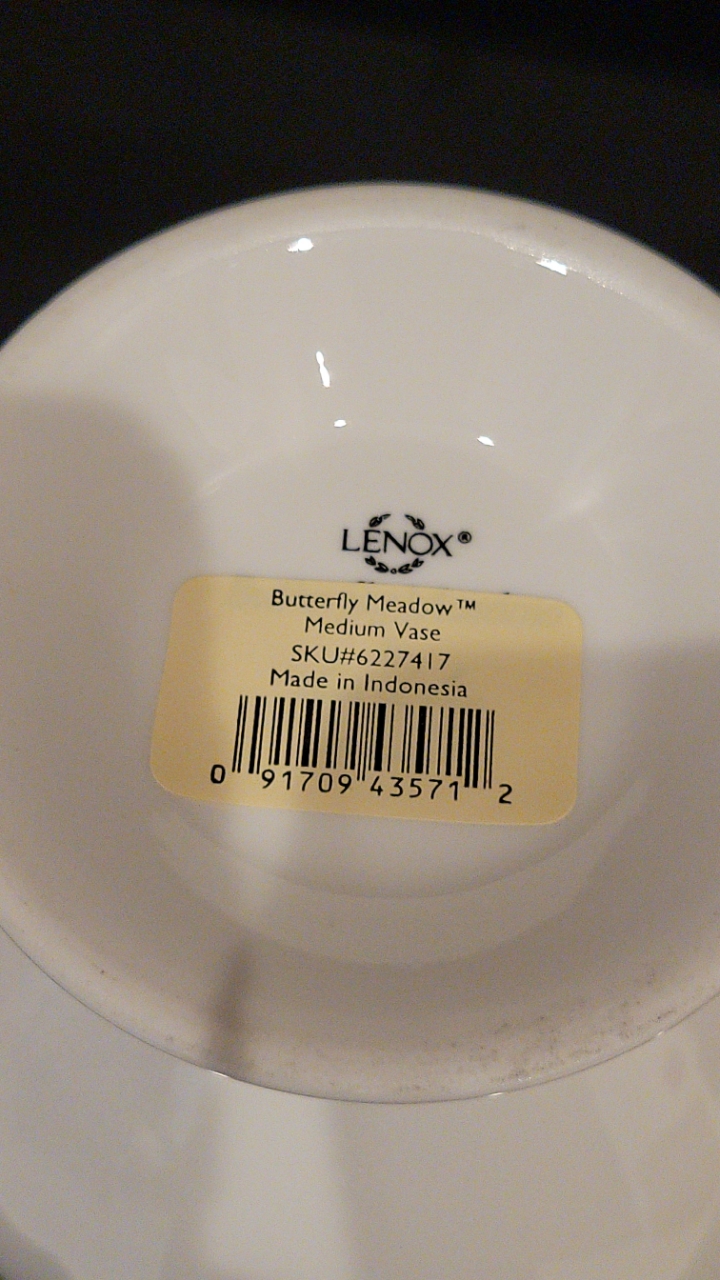 LENOX®
Butterfly Meadow™
Medium Vase
SKU#6227417
Made in Indonesia
0 91709 43571 2